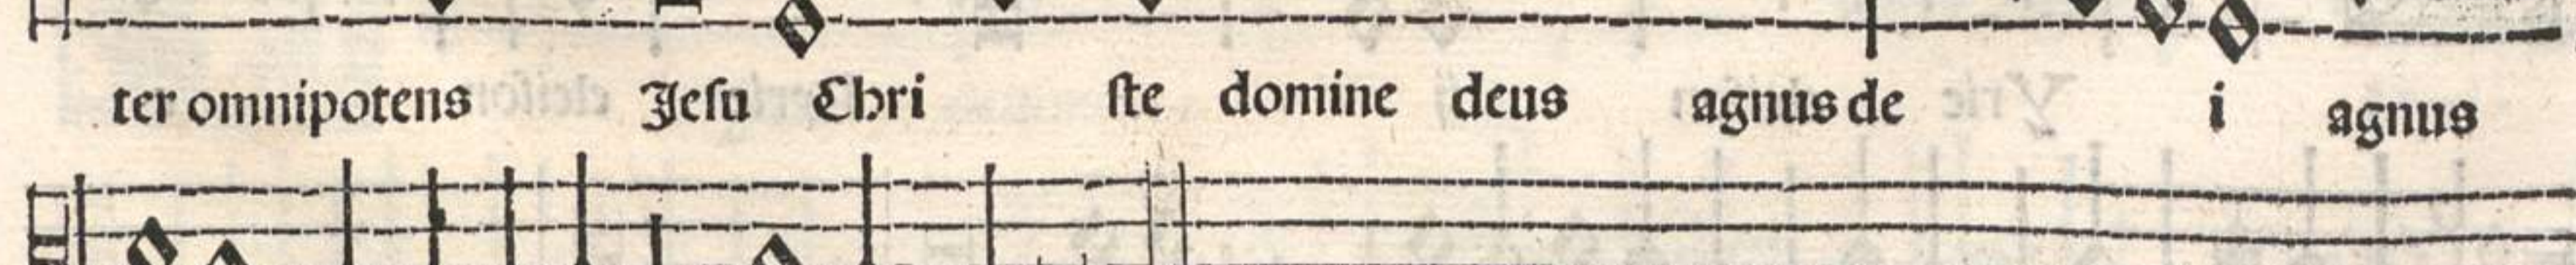 ter omnipotens Jesu Chri ste domine deus agnus de i agnus